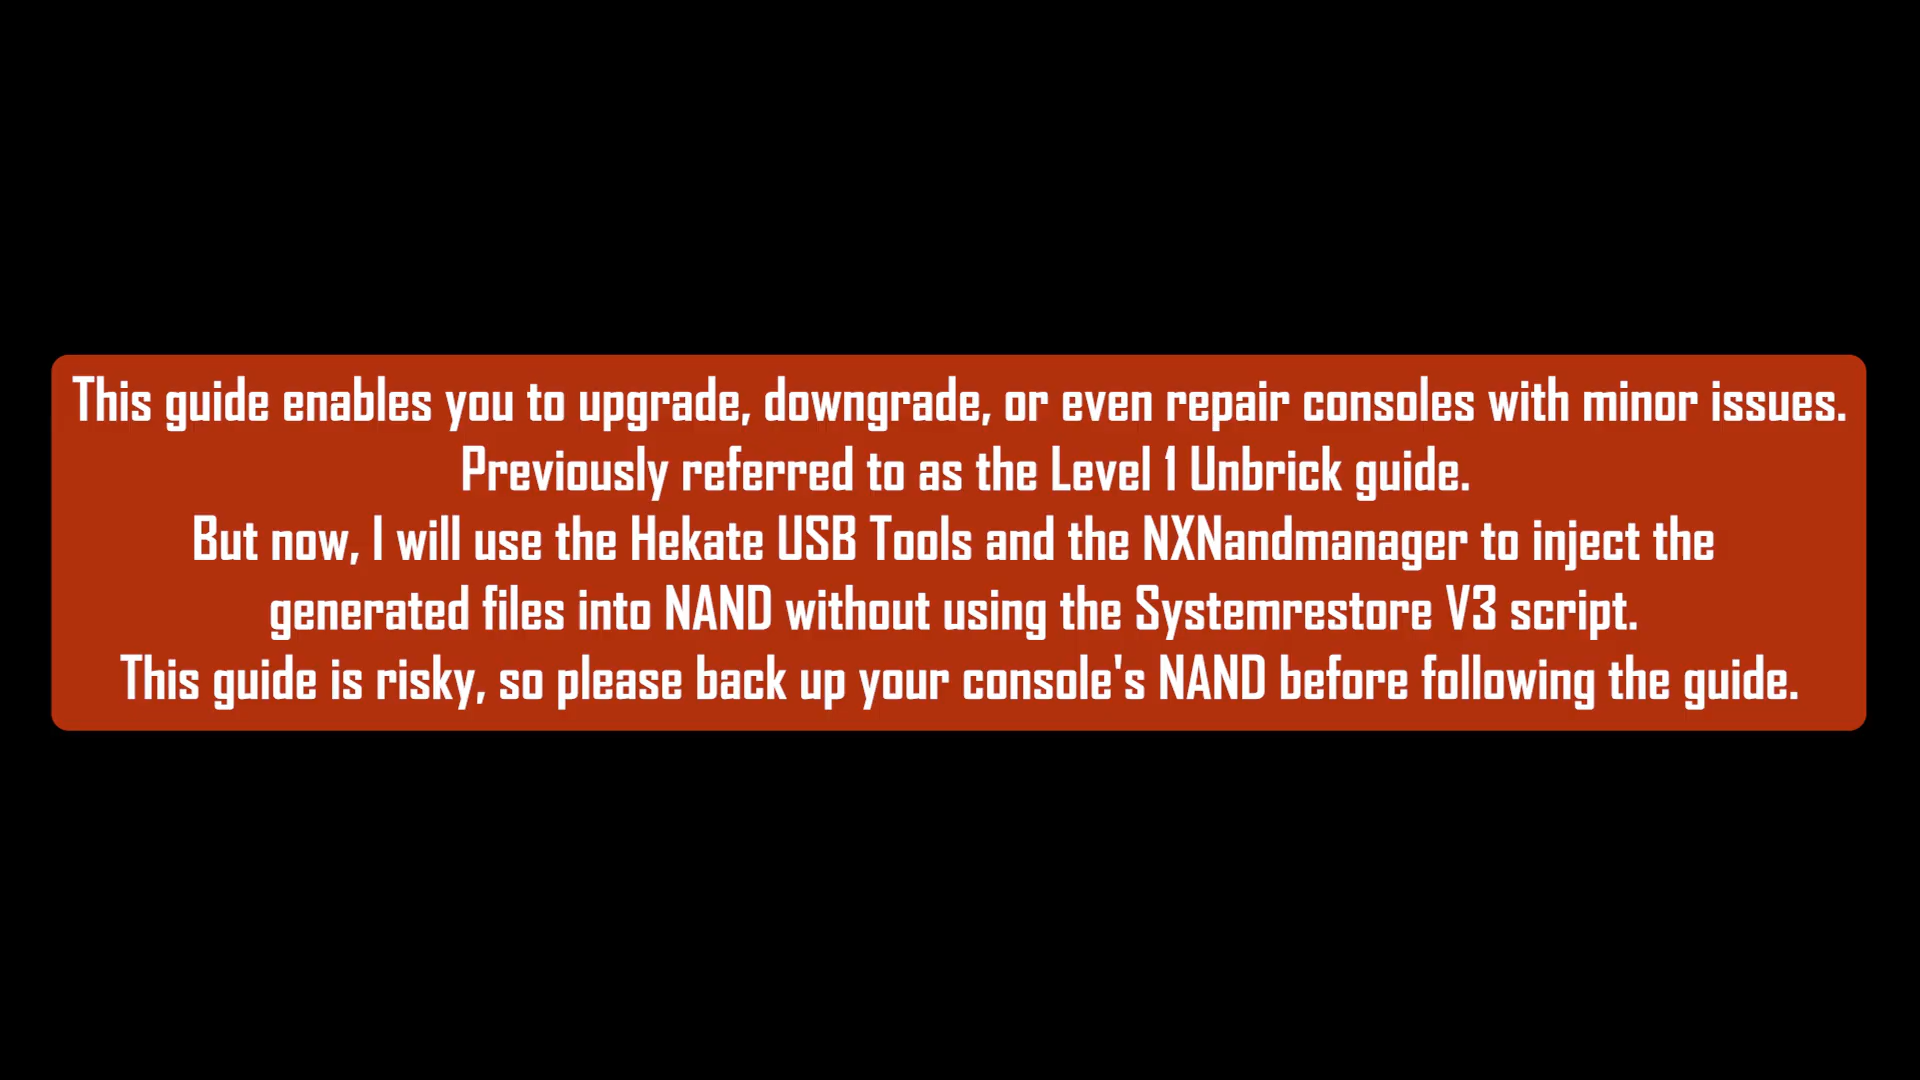 This guide enables you to upgrade, downgrade, or even repair consoles with minor issues.
Previously referred to as the Level 1 Unbrick guide.
But now, I will use the Hekate USB Tools and the NXNandmanager to inject the
generated files into NAND without using the Systemrestore V3 script.
This guide is risky, so please back up your console's NAND before following the guide.